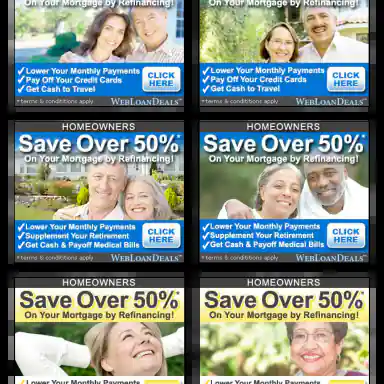 On Your Mortgage by Refinancing!
✓Lower Your Monthly Payments
✓Pay Off Your Credit Cards
✓Get Cash to Travel
CLICK HERE
*terms & conditions apply
WEBLOANDEALS™
On Your Mortgage by Refinancing!
✓Lower Your Monthly Payments
✓Pay Off Your Credit Cards
✓Get Cash to Travel
CLICK HERE
*terms & conditions apply
WEBLOANDEALS™
HOMEOWNERS
Save Over 50%*
On Your Mortgage by Refinancing!
✓Lower Your Monthly Payments
✓Supplement Your Retirement
✓Get Cash & Payoff Medical Bills
CLICK HERE
*terms & conditions apply
WEBLOANDEALS™
HOMEOWNERS
Save Over 50%*
On Your Mortgage by Refinancing!
✓Lower Your Monthly Payments
✓Supplement Your Retirement
✓Get Cash & Payoff Medical Bills
CLICK HERE
*terms & conditions apply
WEBLOANDEALS™
HOMEOWNERS
Save Over 50%*
On Your Mortgage by Refinancing!
✓Lower Your Monthly Payments
HOMEOWNERS
Save Over 50%*
On Your Mortgage by Refinancing!
✓Lower Your Monthly Payments